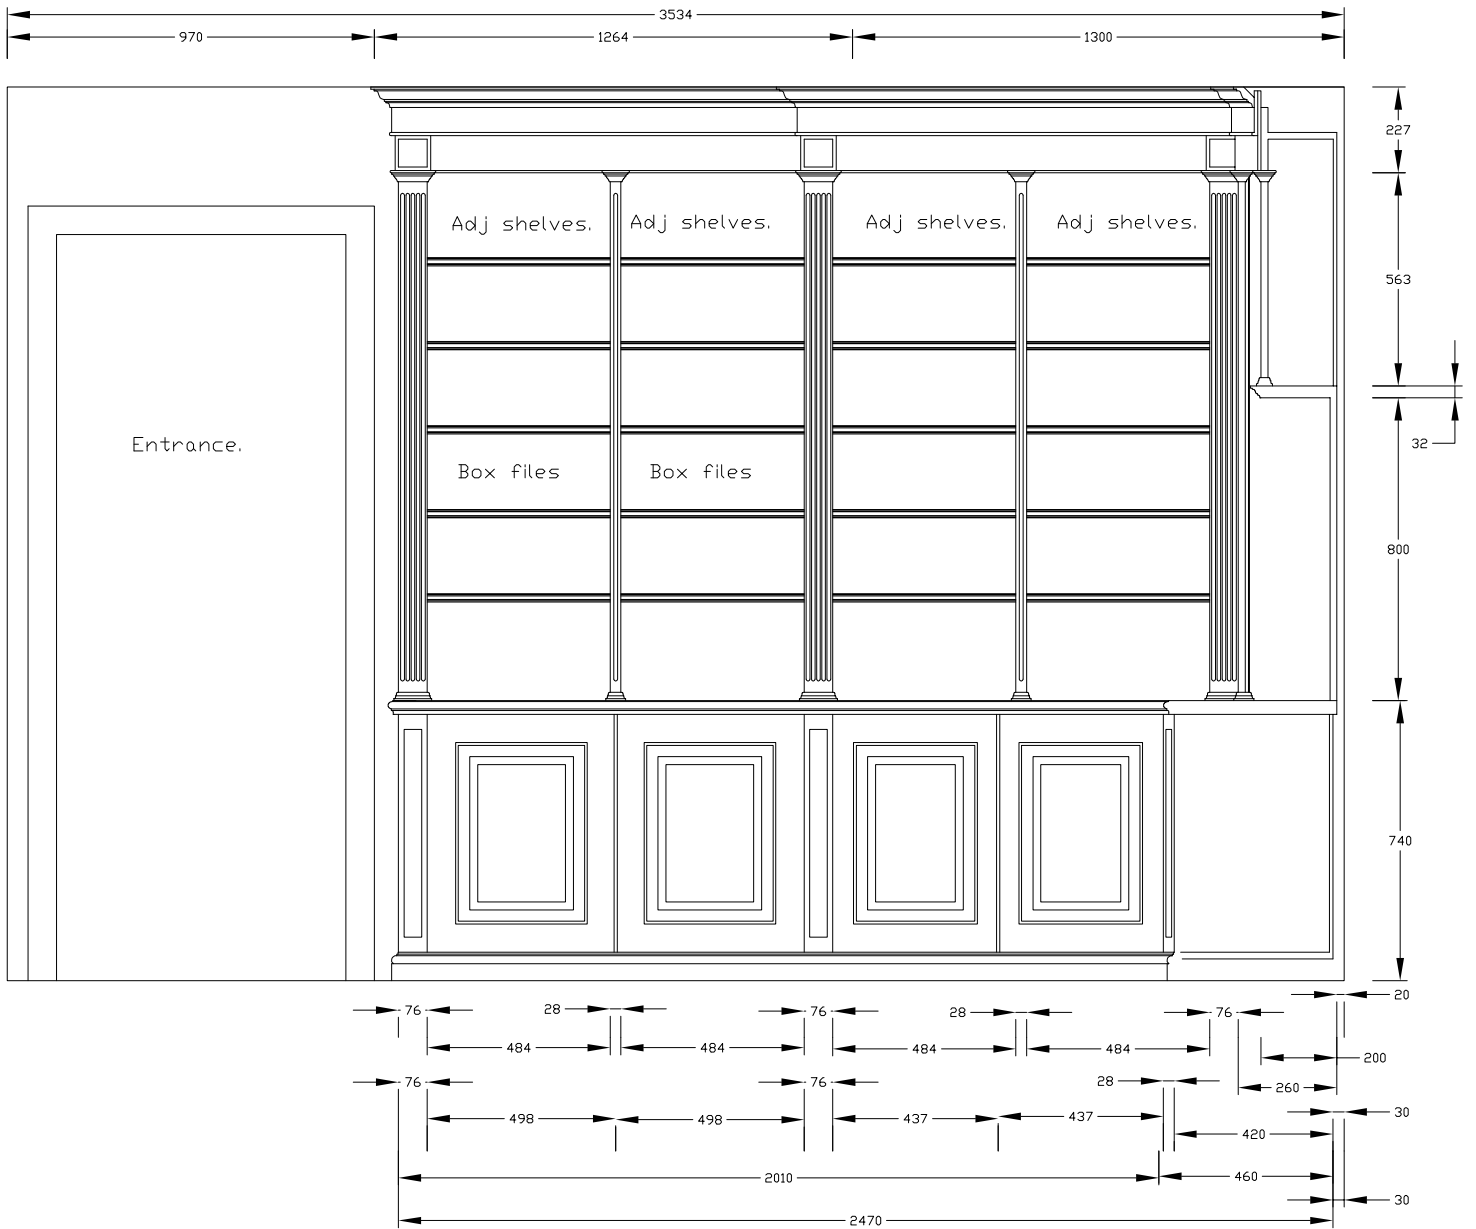 3534
970 1264 1300
227
Adj shelves. Adj shelves. Adj shelves. Adj shelves.
563
Entrance.
32
Box files Box files
800
740
20
76 28 76 28 76
484 484 484 484
200
76 76 28 260
498 498 437 437 30
420
2010 460
30
2470